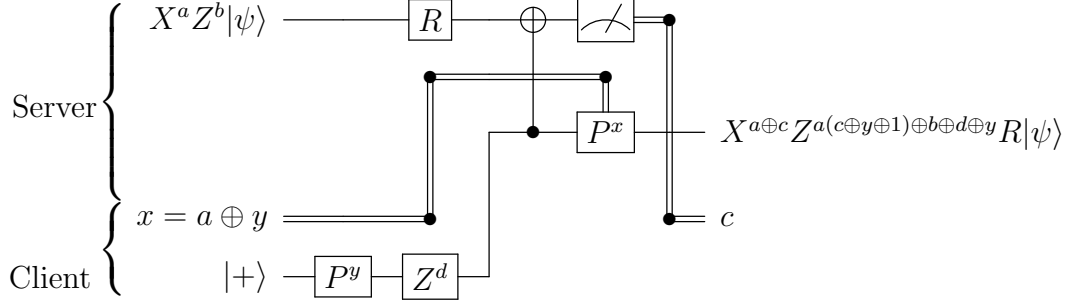 X^a Z^b|ψ⟩ R
Server P^x X^{a⊕c} Z^{a(c⊕y⊕1)⊕b⊕d⊕y} R|ψ⟩
x = a ⊕ y c
Client |+⟩ P^y Z^d